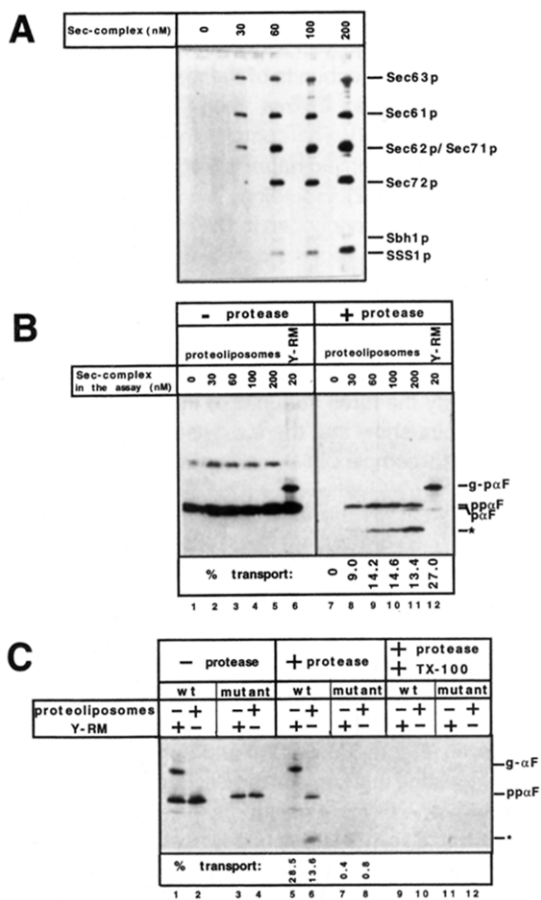 A
Sec-complex (nM) 0 30 60 100 200
Sec63p
Sec61p
Sec62p/Sec71p
Sec72p
Sbh1p
SSS1p
B
- protease + protease
proteoliposomes Y-RM proteoliposomes Y-RM
Sec-complex
in the assay (nM) 0 30 60 100 200 20 0 30 60 100 200 20
g-pαF
ppαF
pαF
*
% transport: 0 9.0 14.2 14.6 13.4 27.0
1 2 3 4 5 6 7 8 9 10 11 12
C
- protease + protease + protease
+ TX-100
wt mutant wt mutant wt mutant
proteoliposomes - + - + - + - + - + - +
Y-RM + - + - + - + - + - + -
g-αF
ppαF
*
% transport: 28.5 13.6 0.4 0.8
1 2 3 4 5 6 7 8 9 10 11 12